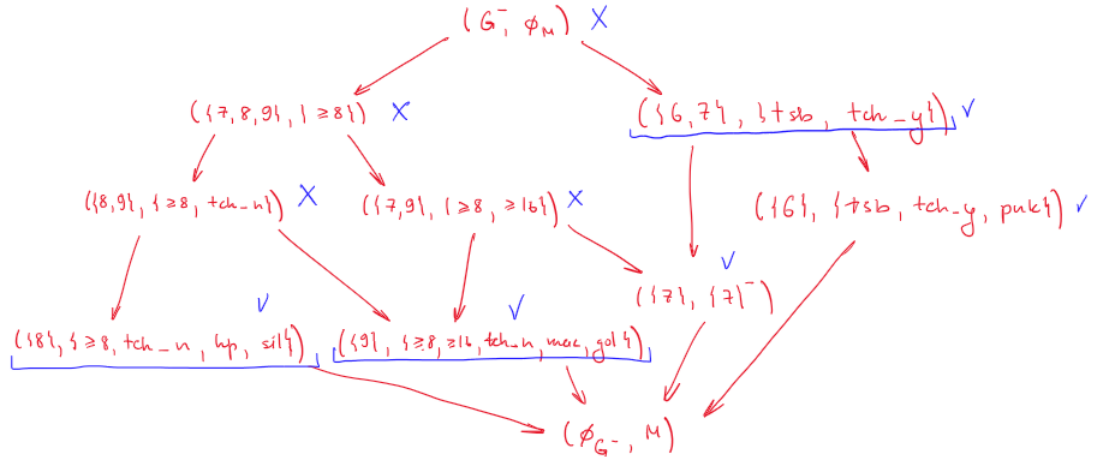 (G⁻, ϕ_M) X
({7,8,9}, {≥8}) X
({6,7}, {tsb, tch_y}) ✓
({8,9}, {≥8, tch_n}) X
({7,9}, {≥8, ≥16}) X
({6}, {tsb, tch_y, puk}) ✓
({7}, {7}⁻) ✓
({8}, {≥8, tch_n, hp, sil}) ✓
({9}, {≥8, ≥16, tch_n, mac, gol}) ✓
(ϕ_G⁻, M)